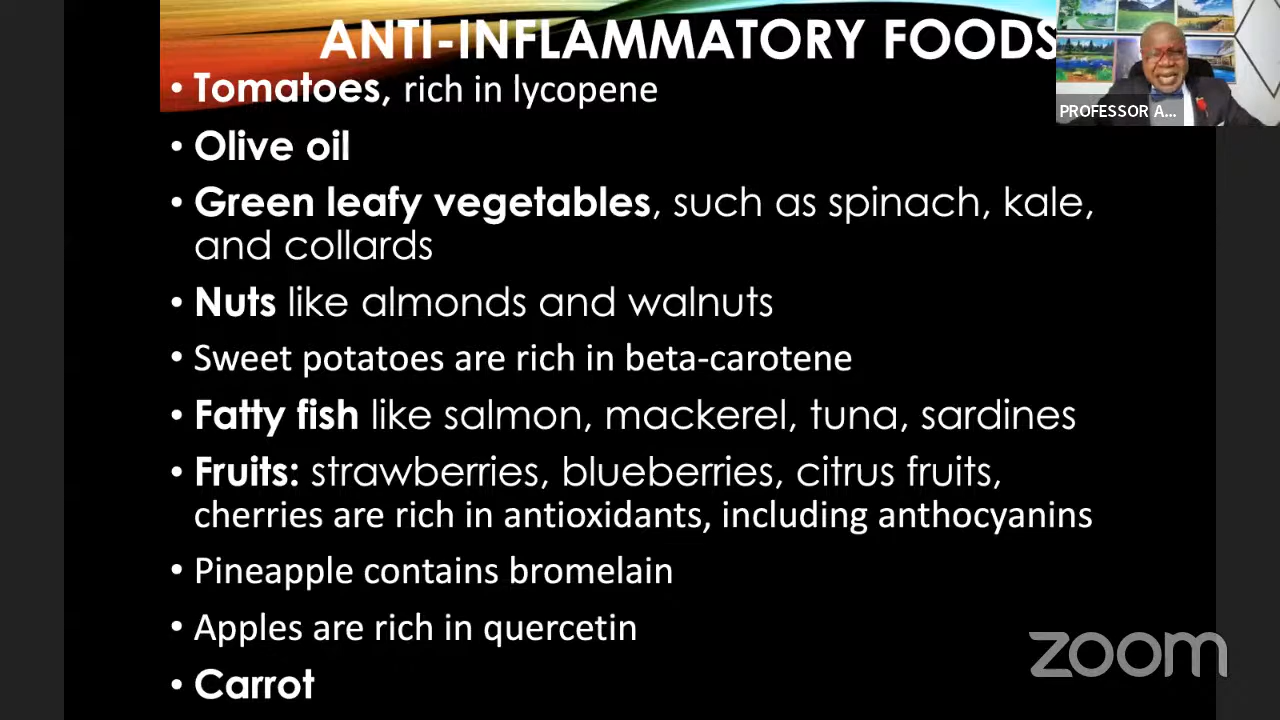 ANTI-INFLAMMATORY FOODS
• Tomatoes, rich in lycopene
• Olive oil
• Green leafy vegetables, such as spinach, kale,
and collards
• Nuts like almonds and walnuts
• Sweet potatoes are rich in beta-carotene
• Fatty fish like salmon, mackerel, tuna, sardines
• Fruits: strawberries, blueberries, citrus fruits,
cherries are rich in antioxidants, including anthocyanins
• Pineapple contains bromelain
• Apples are rich in quercetin
• Carrot
PROFESSOR A...
zoom